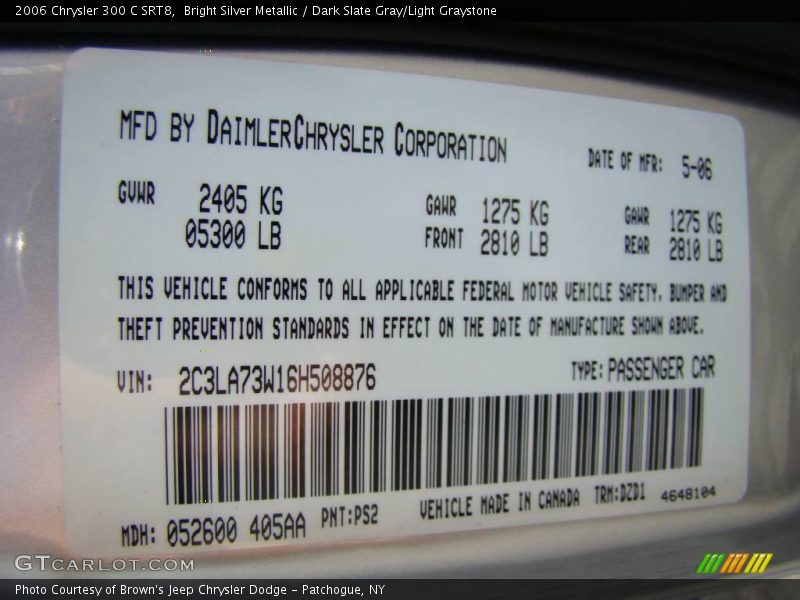 2006 Chrysler 300 C SRT8, Bright Silver Metallic / Dark Slate Gray/Light Graystone
MFD BY DAIMLERCHRYSLER CORPORATION
DATE OF MFR: 5-06
GVWR 2405 KG GAWR 1275 KG GAWR 1275 KG
05300 LB FRONT 2810 LB REAR 2810 LB
THIS VEHICLE CONFORMS TO ALL APPLICABLE FEDERAL MOTOR VEHICLE SAFETY, BUMPER AND
THEFT PREVENTION STANDARDS IN EFFECT ON THE DATE OF MANUFACTURE SHOWN ABOVE.
VIN: 2C3LA73W16H508876 TYPE: PASSENGER CAR
MDH: 052600 405AA PNT:PS2 VEHICLE MADE IN CANADA TRM:DZD1 4648104
GTCARLOT.COM
Photo Courtesy of Brown's Jeep Chrysler Dodge - Patchogue, NY